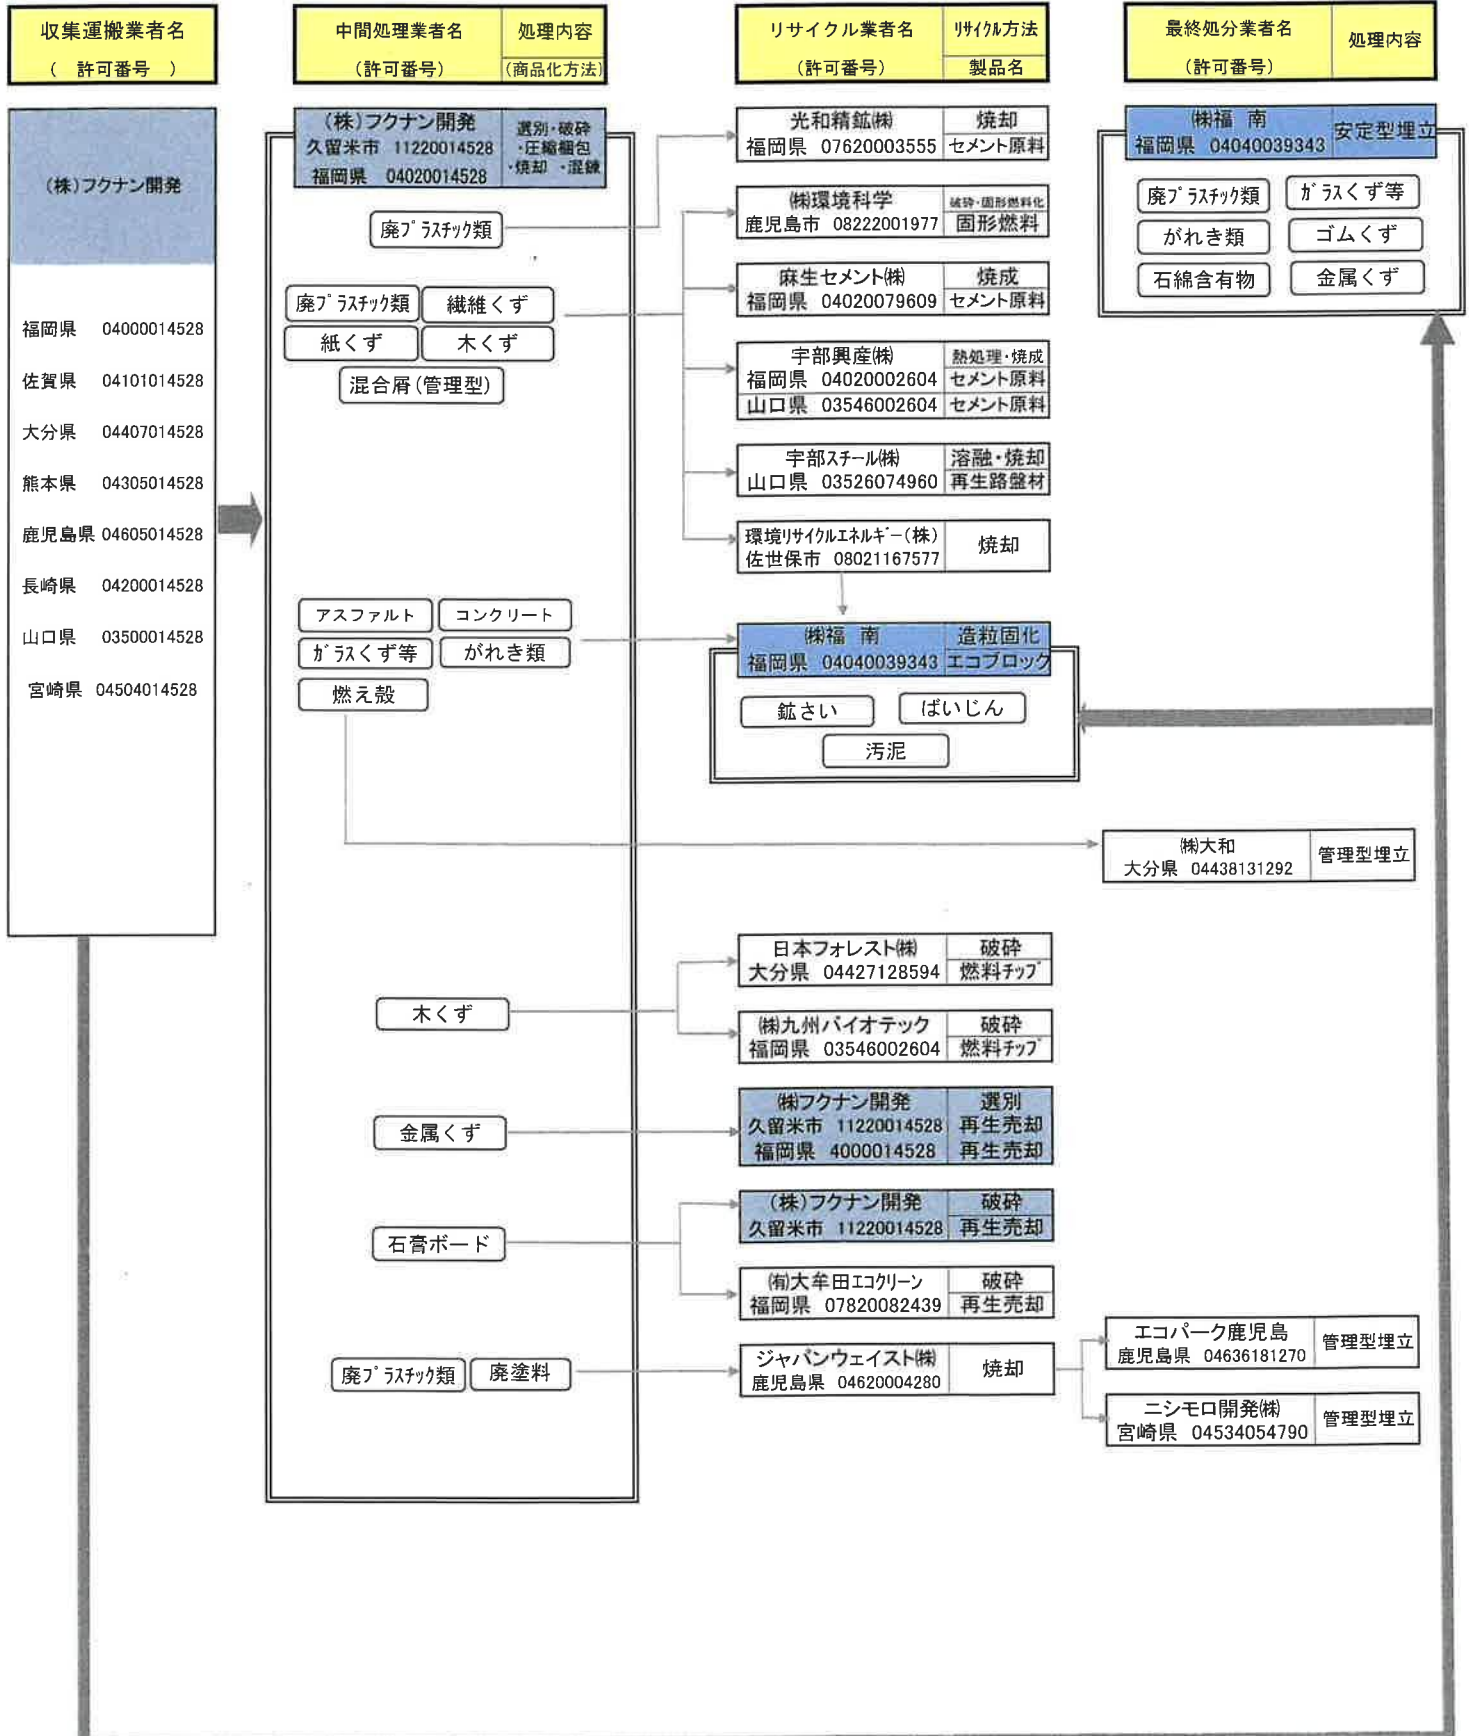 収集運搬業者名
（　許可番号　）
中間処理業者名　処理内容
（許可番号）　(商品化方法)
リサイクル業者名　ﾘｻｲｸﾙ方法
（許可番号）　製品名
最終処分業者名　処理内容
（許可番号）
(株)フクナン開発
福岡県　04000014528
佐賀県　04101014528
大分県　04407014528
熊本県　04305014528
鹿児島県 04605014528
長崎県　04200014528
山口県　03500014528
宮崎県　04504014528
(株)フクナン開発　選別・破砕
久留米市 11220014528　・圧縮梱包
福岡県 04020014528　・焼却 ・混錬
廃ﾌﾟﾗｽﾁｯｸ類
廃ﾌﾟﾗｽﾁｯｸ類　繊維くず
紙くず　木くず
混合屑(管理型)
アスファルト　コンクリート
ｶﾞﾗｽくず等　がれき類
燃え殻
木くず
金属くず
石膏ボード
廃ﾌﾟﾗｽﾁｯｸ類　廃塗料
光和精鉱㈱　焼却
福岡県 07620003555　セメント原料
㈱環境科学　破砕・固形燃料化
鹿児島市 08222001977　固形燃料
麻生セメント㈱　焼成
福岡県 04020079609　セメント原料
宇部興産㈱　熱処理・焼成
福岡県 04020002604　セメント原料
山口県 03546002604　セメント原料
宇部ｽﾁｰﾙ㈱　溶融・焼却
山口県 03526074960　再生路盤材
環境ﾘｻｲｸﾙｴﾈﾙｷﾞｰ(株)　焼却
佐世保市 08021167577
㈱福　南　造粒固化
福岡県 04040039343　エコブロック
鉱さい　ばいじん
汚泥
日本フォレスト㈱　破砕
大分県 04427128594　燃料ﾁｯﾌﾟ
㈱九州バイオテック　破砕
福岡県 03546002604　燃料ﾁｯﾌﾟ
㈱フクナン開発　選別
久留米市 11220014528　再生売却
福岡県 4000014528　再生売却
(株)フクナン開発　破砕
久留米市 11220014528　再生売却
㈲大牟田ｴｺｸﾘｰﾝ　破砕
福岡県 07820082439　再生売却
ジャパンウェイスト㈱　焼却
鹿児島県 04620004280
㈱福　南　安定型埋立
福岡県 04040039343
廃ﾌﾟﾗｽﾁｯｸ類　ｶﾞﾗｽくず等
がれき類　ゴムくず
石綿含有物　金属くず
㈱大和　管理型埋立
大分県 04438131292
エコパーク鹿児島　管理型埋立
鹿児島県 04636181270
ニシモロ開発㈱　管理型埋立
宮崎県 04534054790